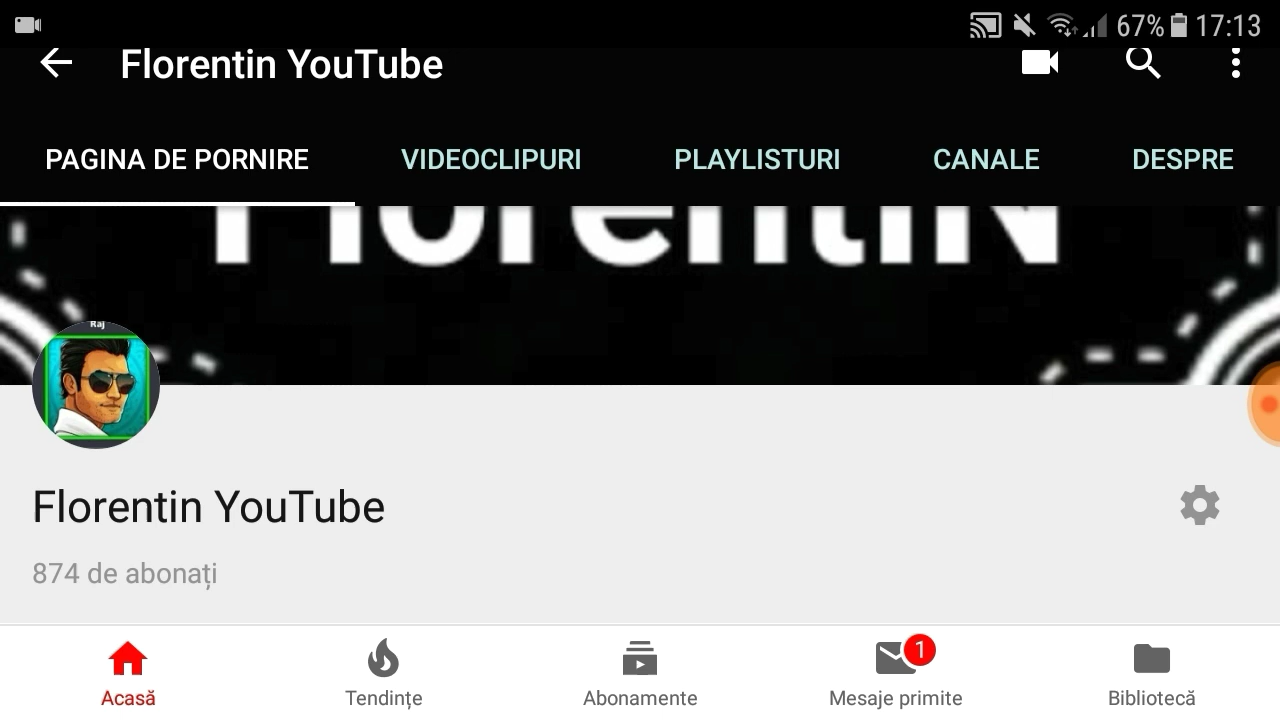 67% 17:13
Florentin YouTube
PAGINA DE PORNIRE VIDEOCLIPURI PLAYLISTURI CANALE DESPRE
FlorentiN
Raj
Florentin YouTube
874 de abonați
1
Acasă Tendințe Abonamente Mesaje primite Bibliotecă